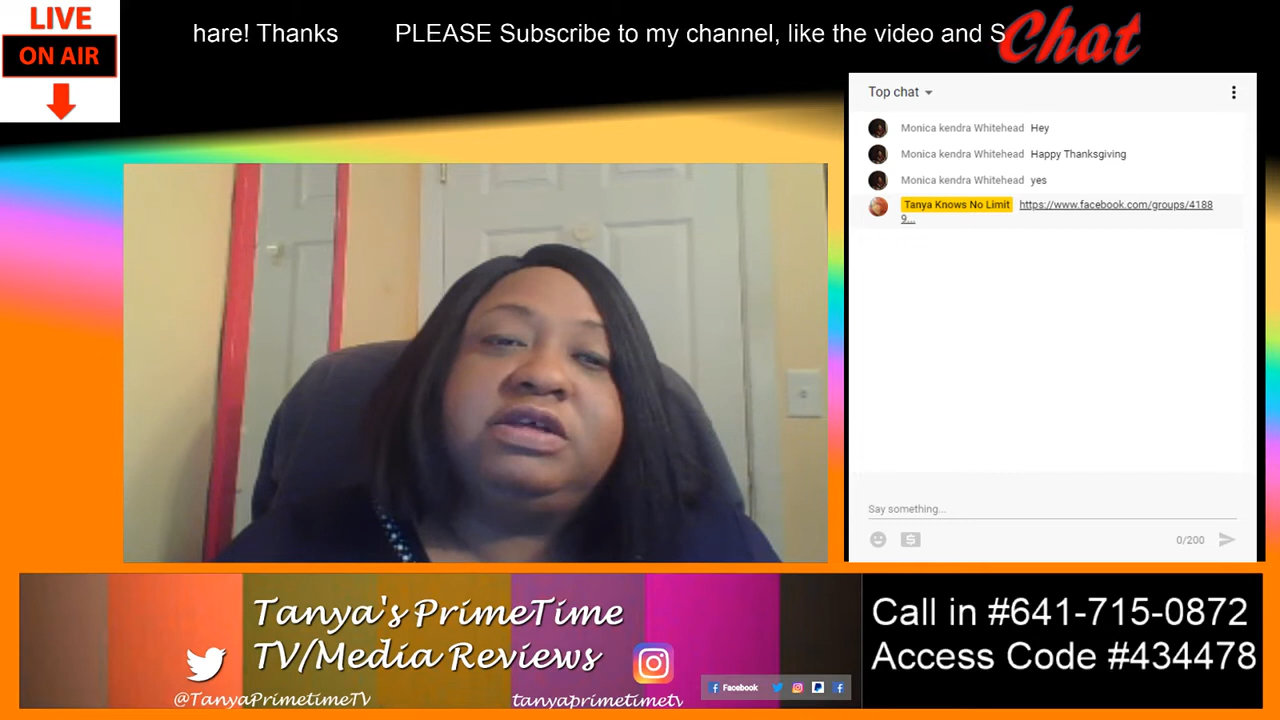 LIVE
ON AIR
hare! Thanks PLEASE Subscribe to my channel, like the video and S
Chat
Top chat
Monica kendra Whitehead Hey
Monica kendra Whitehead Happy Thanksgiving
Monica kendra Whitehead yes
Tanya Knows No Limit https://www.facebook.com/groups/4188
9...
Say something...
0/200
Tanya's PrimeTime
TV/Media Reviews
@TanyaPrimetimeTV
tanyaprimetimetv
Facebook
Call in #641-715-0872
Access Code #434478